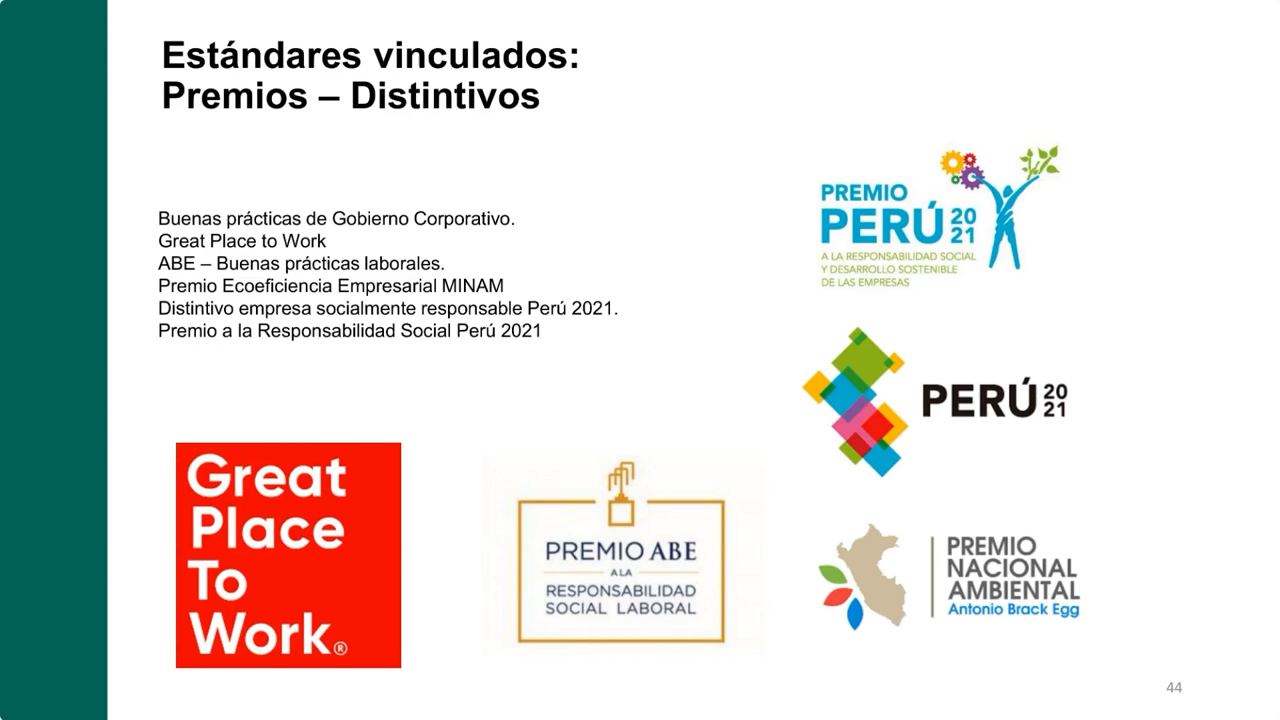 Estándares vinculados:
Premios – Distintivos
Buenas prácticas de Gobierno Corporativo.
Great Place to Work
ABE – Buenas prácticas laborales.
Premio Ecoeficiencia Empresarial MINAM
Distintivo empresa socialmente responsable Perú 2021.
Premio a la Responsabilidad Social Perú 2021
PREMIO
PERÚ 20
21
A LA RESPONSABILIDAD SOCIAL
Y DESARROLLO SOSTENIBLE
DE LAS EMPRESAS
PERÚ 20
21
Great
Place
To
Work®
PREMIO ABE
A LA
RESPONSABILIDAD
SOCIAL LABORAL
PREMIO
NACIONAL
AMBIENTAL
Antonio Brack Egg
44